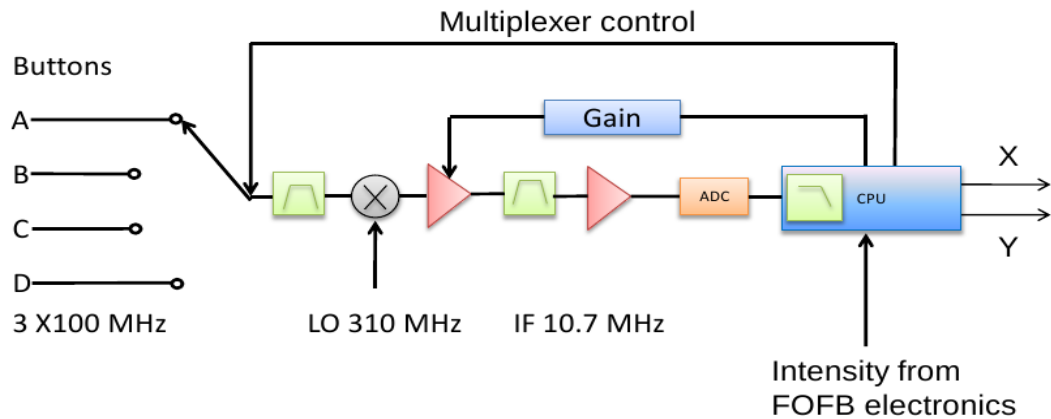 Multiplexer control
Buttons
A
Gain
B
X
ADC
CPU
C
Y
D
3 X100 MHz
LO 310 MHz
IF 10.7 MHz
Intensity from
FOFB electronics